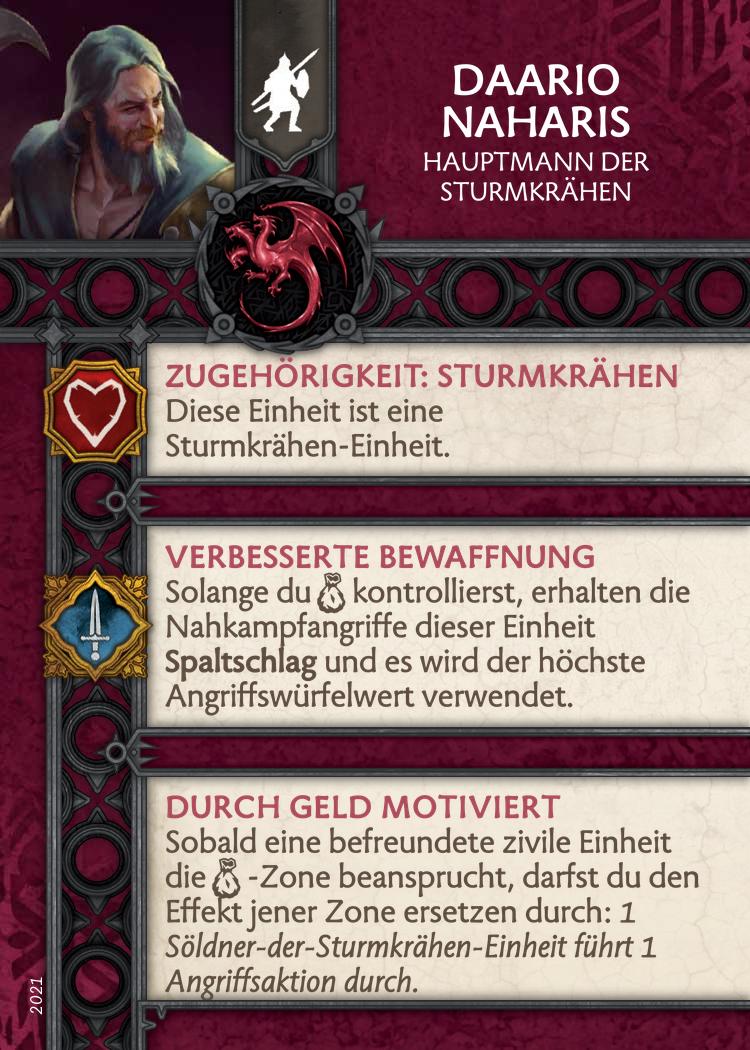 DAARIO
NAHARIS
HAUPTMANN DER
STURMKRÄHEN
ZUGEHÖRIGKEIT: STURMKRÄHEN
Diese Einheit ist eine
Sturmkrähen-Einheit.
VERBESSERTE BEWAFFNUNG
Solange du kontrollierst, erhalten die
Nahkampfangriffe dieser Einheit
Spaltschlag und es wird der höchste
Angriffswürfelwert verwendet.
DURCH GELD MOTIVIERT
Sobald eine befreundete zivile Einheit
die -Zone beansprucht, darfst du den
Effekt jener Zone ersetzen durch: 1
Söldner-der-Sturmkrähen-Einheit führt 1
Angriffsaktion durch.
2021